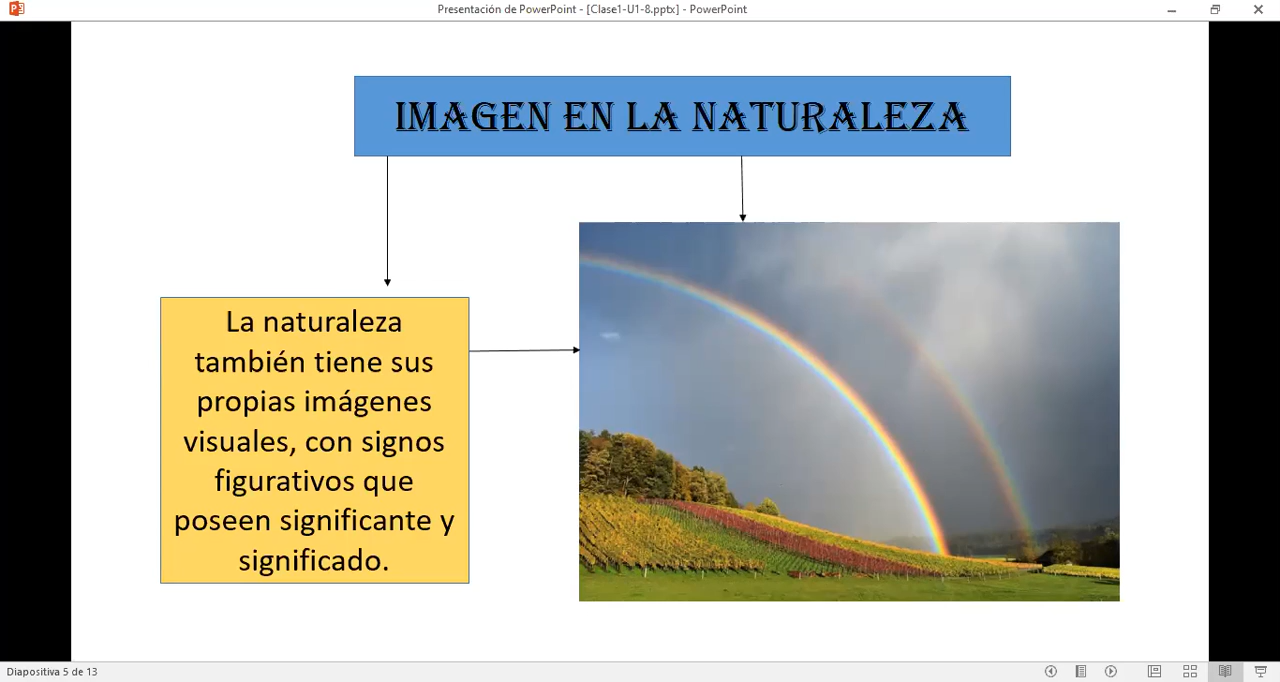 Presentación de PowerPoint - [Clase1-U1-8.pptx] - PowerPoint
IMAGEN EN LA NATURALEZA
La naturaleza
también tiene sus
propias imágenes
visuales, con signos
figurativos que
poseen significante y
significado.
Diapositiva 5 de 13